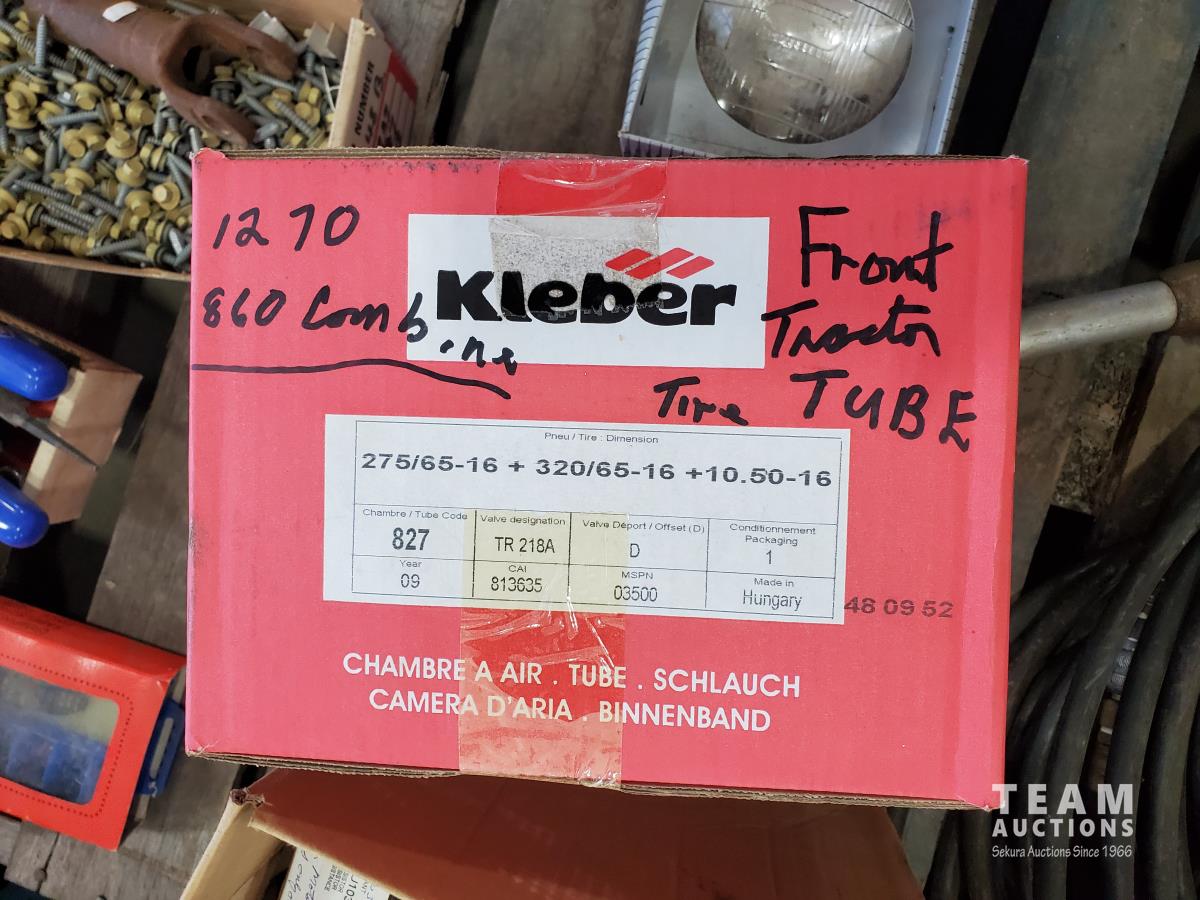 NUMBER
1270
860 Combine
Kleber
Front
Tractor
Tire TUBE
Pneu / Tire : Dimension
275/65-16 + 320/65-16 +10.50-16
Chambre / Tube Code
827
Valve designation
TR 218A
Valve Déport / Offset (D)
D
Conditionnement
Packaging
1
Year
09
CAI
813635
MSPN
03500
Made in
Hungary
48 09 52
CHAMBRE A AIR . TUBE . SCHLAUCH
CAMERA D'ARIA . BINNENBAND
TEAM
AUCTIONS
Sekura Auctions Since 1966